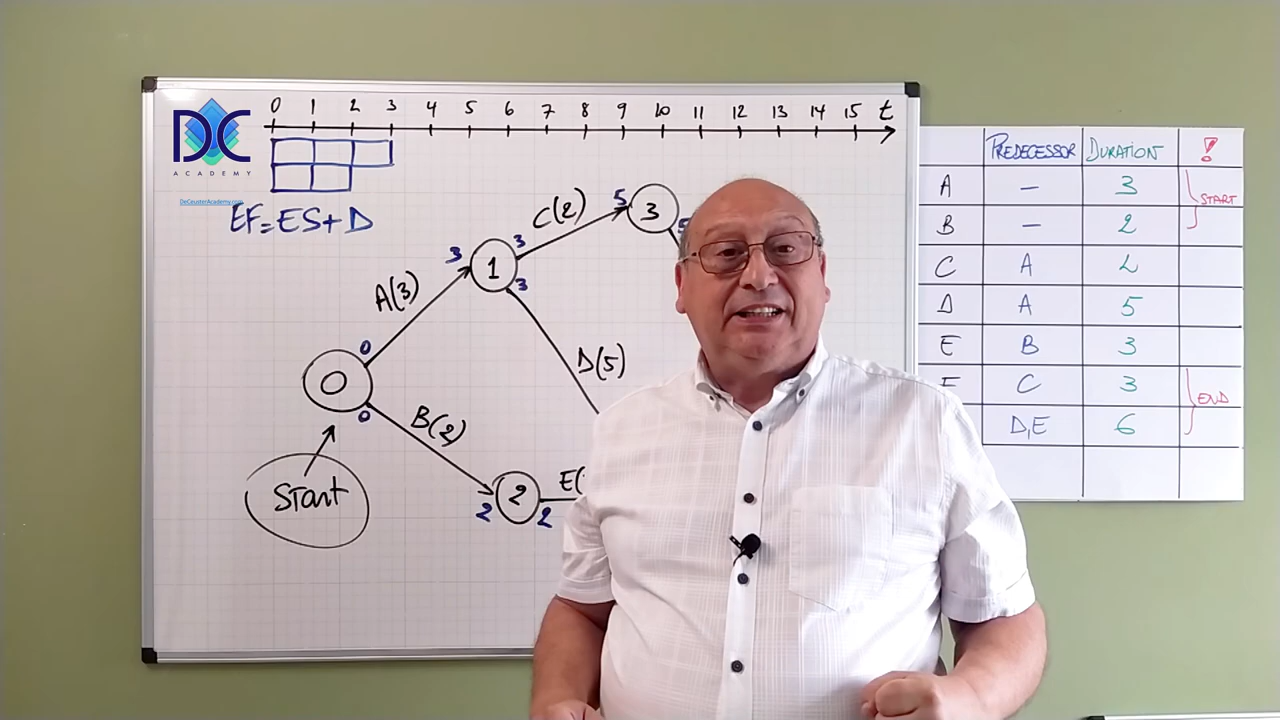 0 1 2 3 4 5 6 7 8 9 10 11 12 13 14 15 t
DC
ACADEMY
DeCeusterAcademy.com
EF=ES+D
A(3)
B(2)
C(2)
D(5)
E(
0
0
0
3
1
3
3
5
3
2
2
2
Start
PREDECESSOR DURATION !
A – 3
B – 2
START
C A 2
D A 5
E B 3
F C 3
D,E 6
END